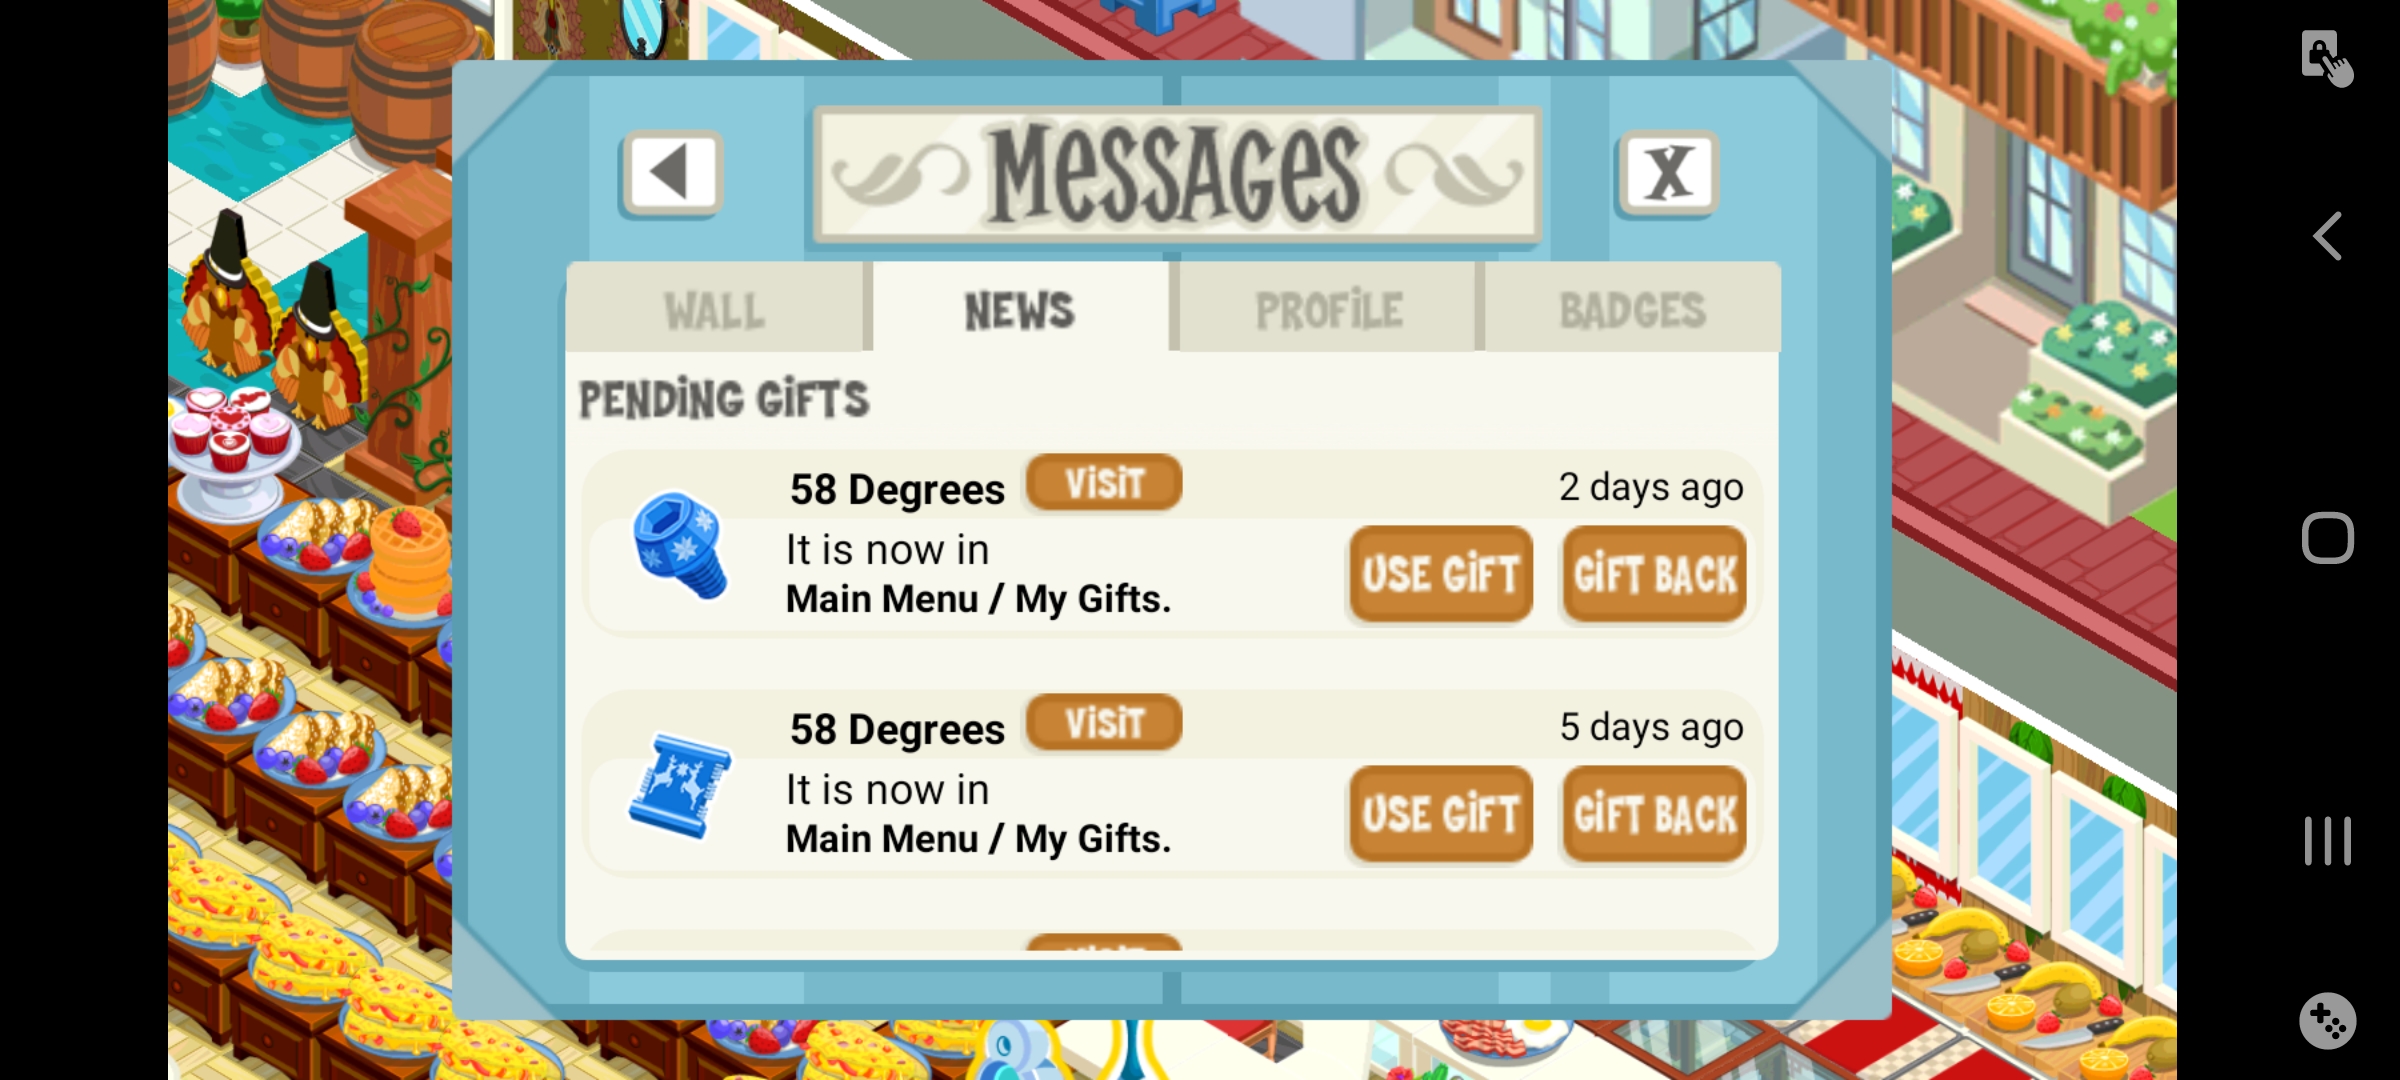 Messages
X
WALL NEWS PROFILE BADGES
PENDING GIFTS
58 Degrees VISIT 2 days ago
It is now in
Main Menu / My Gifts.
USE GIFT GIFT BACK
58 Degrees VISIT 5 days ago
It is now in
Main Menu / My Gifts.
USE GIFT GIFT BACK